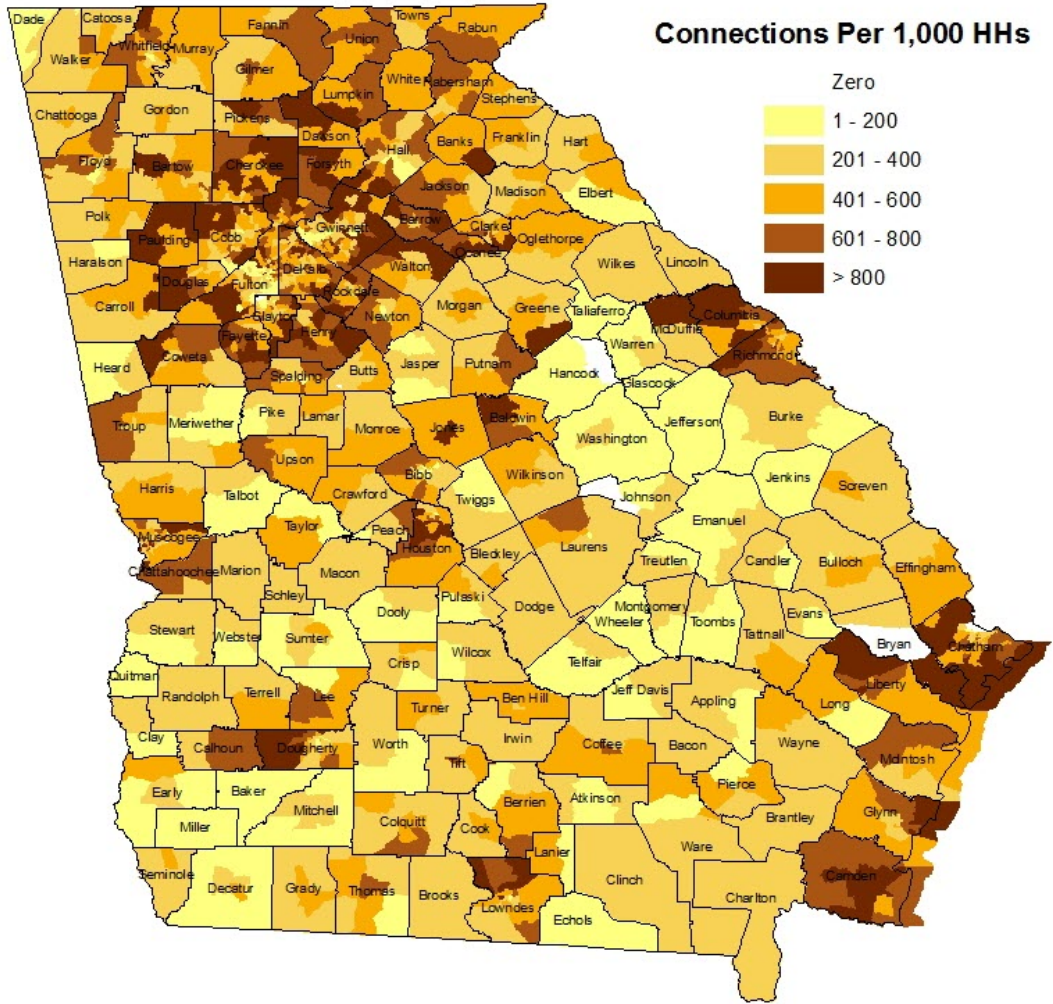 Connections Per 1,000 HHs
Zero
1 - 200
201 - 400
401 - 600
601 - 800
> 800
Dade
Catoosa
Whitfield
Murray
Fannin
Union
Towns
Rabun
Walker
Gilmer
White
Habersham
Stephens
Lumpkin
Chattooga
Gordon
Pickens
Dawson
Hall
Banks
Franklin
Hart
Floyd
Bartow
Cherokee
Forsyth
Jackson
Madison
Elbert
Polk
Paulding
Cobb
Gwinnett
Barrow
Clarke
Oconee
Oglethorpe
Haralson
Douglas
Fulton
DeKalb
Walton
Wilkes
Lincoln
Carroll
Clayton
Rockdale
Newton
Morgan
Greene
Taliaferro
Columbia
McDuffie
Warren
Richmond
Fayette
Henry
Coweta
Spalding
Butts
Jasper
Putnam
Hancock
Glascock
Heard
Troup
Meriwether
Pike
Lamar
Monroe
Jones
Baldwin
Washington
Jefferson
Burke
Upson
Bibb
Wilkinson
Jenkins
Screven
Harris
Talbot
Crawford
Twiggs
Johnson
Emanuel
Taylor
Peach
Houston
Muscogee
Chattahoochee
Marion
Macon
Bleckley
Laurens
Treutlen
Candler
Bulloch
Effingham
Schley
Dooly
Pulaski
Dodge
Montgomery
Wheeler
Toombs
Evans
Tattnall
Bryan
Chatham
Stewart
Webster
Sumter
Wilcox
Telfair
Crisp
Quitman
Randolph
Terrell
Lee
Turner
Ben Hill
Jeff Davis
Appling
Long
Liberty
Clay
Calhoun
Dougherty
Worth
Irwin
Coffee
Bacon
Wayne
McIntosh
Tift
Early
Baker
Mitchell
Berrien
Atkinson
Pierce
Glynn
Miller
Colquitt
Cook
Brantley
Lanier
Ware
Seminole
Decatur
Grady
Thomas
Brooks
Lowndes
Clinch
Charlton
Camden
Echols